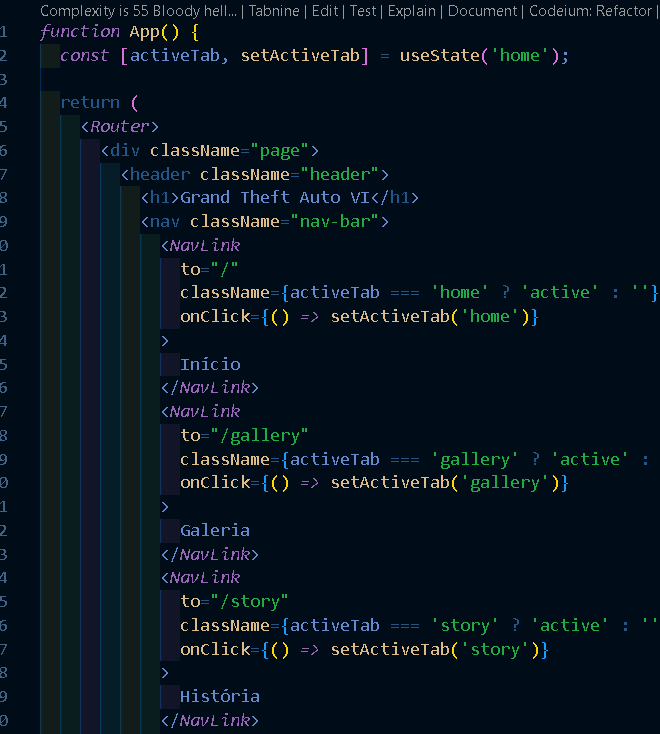 Complexity is 55 Bloody hell... | Tabnine | Edit | Test | Explain | Document | Codeium: Refactor |
1 function App() {
2 const [activeTab, setActiveTab] = useState('home');
3
4 return (
5 <Router>
6 <div className="page">
7 <header className="header">
8 <h1>Grand Theft Auto VI</h1>
9 <nav className="nav-bar">
0 <NavLink
1 to="/"
2 className={activeTab === 'home' ? 'active' : ''}
3 onClick={() => setActiveTab('home')}
4 >
5 Início
6 </NavLink>
7 <NavLink
8 to="/gallery"
9 className={activeTab === 'gallery' ? 'active' :
0 onClick={() => setActiveTab('gallery')}
1 >
2 Galeria
3 </NavLink>
4 <NavLink
5 to="/story"
6 className={activeTab === 'story' ? 'active' : ''
7 onClick={() => setActiveTab('story')}
8 >
9 História
0 </NavLink>